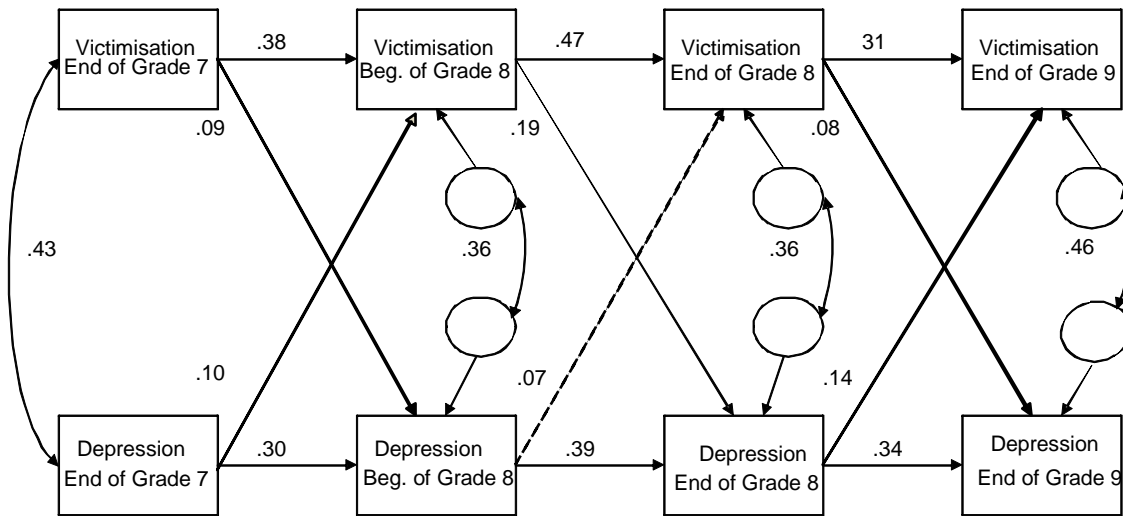 Victimisation
End of Grade 7
.38
Victimisation
Beg. of Grade 8
.47
Victimisation
End of Grade 8
31
Victimisation
End of Grade 9
.09
.19
.08
.43
.36
.36
.46
.10
.07
.14
Depression
End of Grade 7
.30
Depression
Beg. of Grade 8
.39
Depression
End of Grade 8
.34
Depression
End of Grade 9